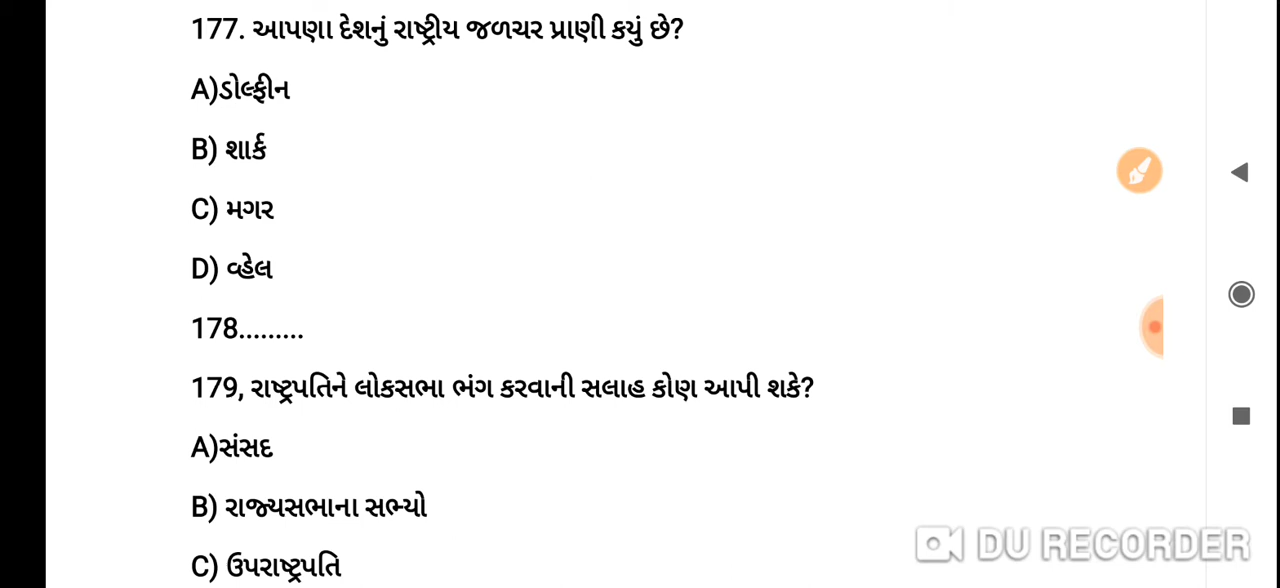 177. આપણા દેશનું રાષ્ટ્રીય જળચર પ્રાણી કયું છે?
A)ડોલ્ફીન
B) શાર્ક
C) મગર
D) વ્હેલ
178.........
179, રાષ્ટ્રપતિને લોકસભા ભંગ કરવાની સલાહ કોણ આપી શકે?
A)સંસદ
B) રાજ્યસભાના સભ્યો
C) ઉપરાષ્ટ્રપતિ
DU RECORDER